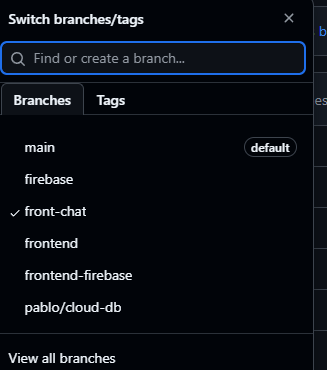 Switch branches/tags
Find or create a branch...
Branches Tags
main default
firebase
front-chat
frontend
frontend-firebase
pablo/cloud-db
View all branches
b
es